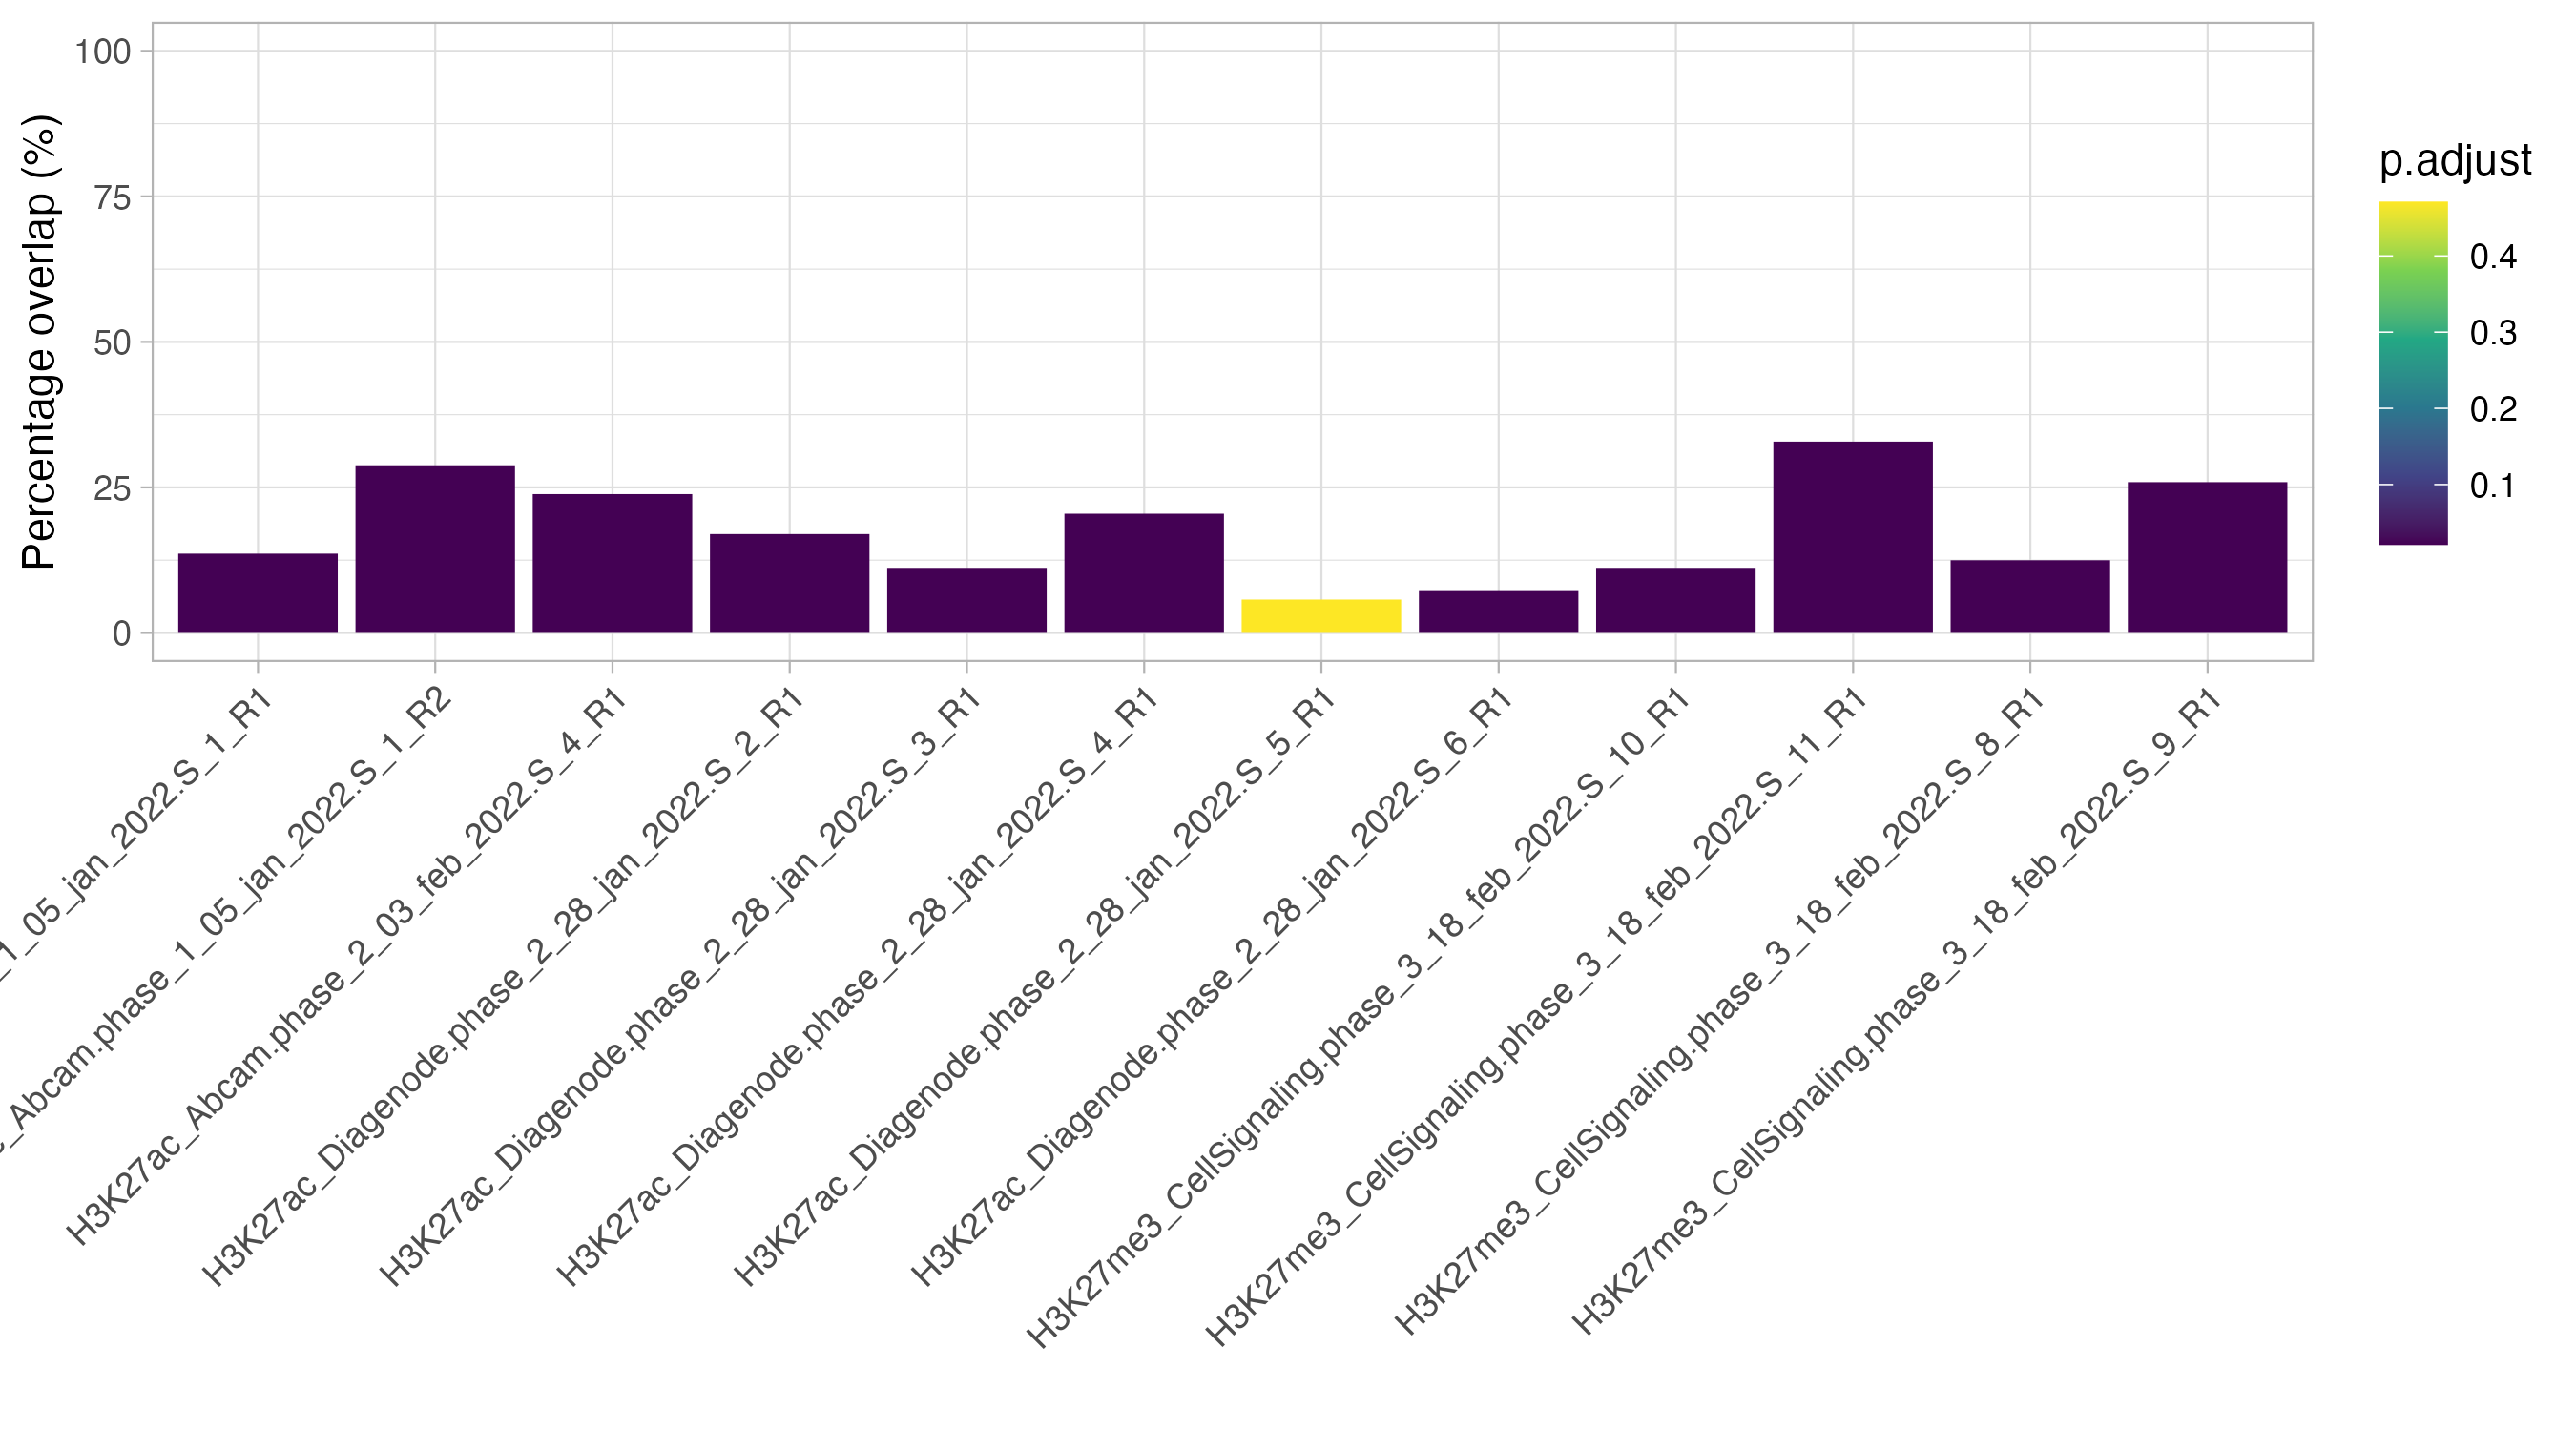 Percentage overlap (%)
100
75
50
25
0
_1_05_jan_2022.S_1_R1
_Abcam.phase_1_05_jan_2022.S_1_R2
H3K27ac_Abcam.phase_2_03_feb_2022.S_4_R1
H3K27ac_Diagenode.phase_2_28_jan_2022.S_2_R1
H3K27ac_Diagenode.phase_2_28_jan_2022.S_3_R1
H3K27ac_Diagenode.phase_2_28_jan_2022.S_4_R1
H3K27ac_Diagenode.phase_2_28_jan_2022.S_5_R1
H3K27ac_Diagenode.phase_2_28_jan_2022.S_6_R1
H3K27me3_CellSignaling.phase_3_18_feb_2022.S_10_R1
H3K27me3_CellSignaling.phase_3_18_feb_2022.S_11_R1
H3K27me3_CellSignaling.phase_3_18_feb_2022.S_8_R1
H3K27me3_CellSignaling.phase_3_18_feb_2022.S_9_R1
p.adjust
0.4
0.3
0.2
0.1